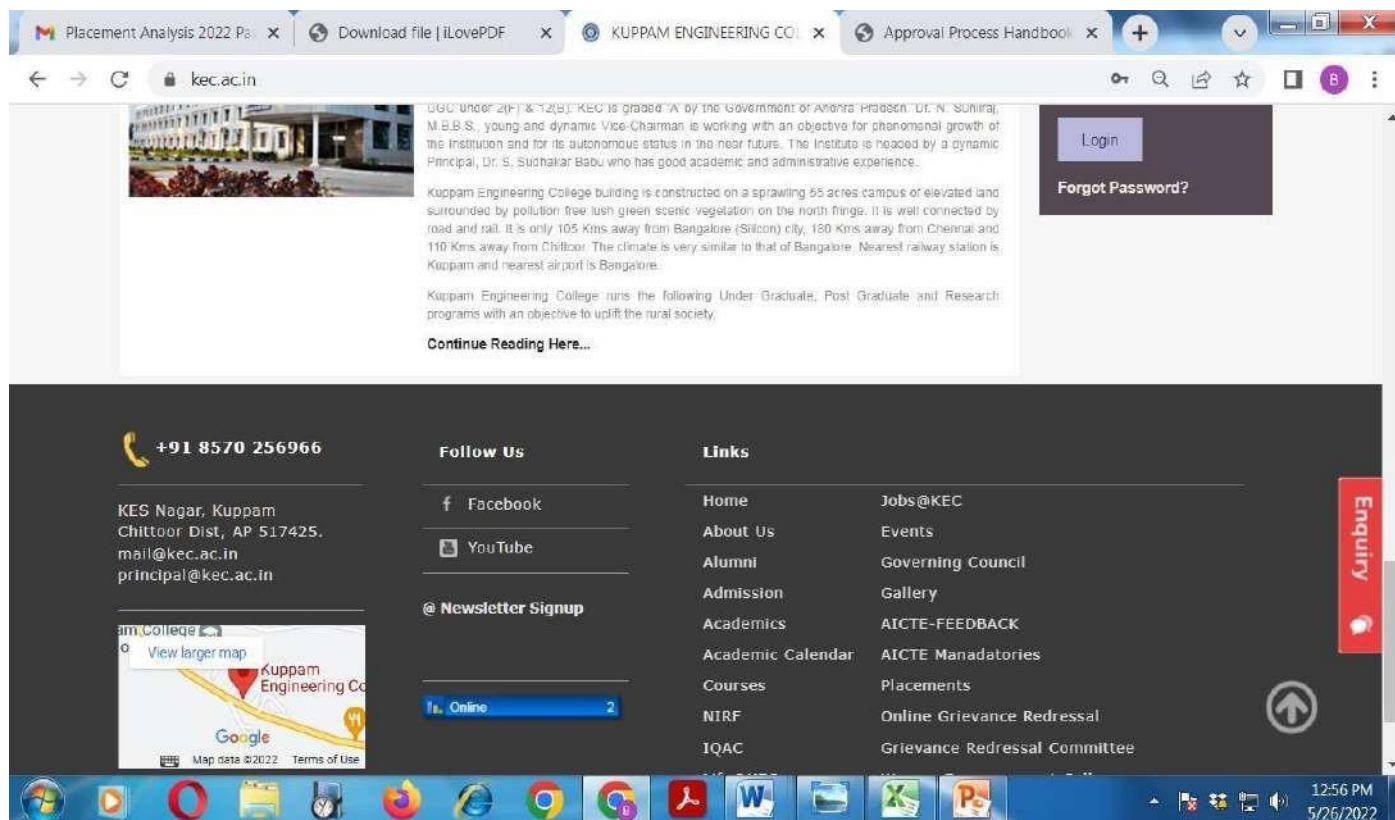 Placement Analysis 2022 Pa
Download file | iLovePDF
KUPPAM ENGINEERING CO
Approval Process Handbook
kec.ac.in
B
UGC under 2(F) & 12(B). KEC is graded 'A' by the Government of Andhra Pradesh. Dr. N. Suniraj,
M.B.B.S., young and dynamic Vice-Chairman is working with an objective for phenomenal growth of
the Institution and for its autonomous status in the near future. The Institute is headed by a dynamic
Principal, Dr. S. Sudhakar Babu who has good academic and administrative experience.
Kuppam Engineering College building is constructed on a sprawling 55 acres campus of elevated land
surrounded by pollution free lush green scenic vegetation on the north fringe. It is well connected by
road and rail. It is only 105 Kms away from Bangalore (Silicon) city, 180 Kms away from Chennai and
110 Kms away from Chittoor. The climate is very similar to that of Bangalore. Nearest railway station is
Kuppam and nearest airport is Bangalore.
Kuppam Engineering College runs the following Under Graduate, Post Graduate and Research
programs with an objective to uplift the rural society.
Continue Reading Here...
Login
Forgot Password?
+91 8570 256966
KES Nagar, Kuppam
Chittoor Dist, AP 517425.
mail@kec.ac.in
principal@kec.ac.in
am College
View larger map
Kuppam
Engineering Co
Google
Map data ©2022 Terms of Use
Follow Us
Facebook
YouTube
@ Newsletter Signup
Online 2
Links
Home
About Us
Alumni
Admission
Academics
Academic Calendar
Courses
NIRF
IQAC
Jobs@KEC
Events
Governing Council
Gallery
AICTE-FEEDBACK
AICTE Manadatories
Placements
Online Grievance Redressal
Grievance Redressal Committee
Enquiry
12:56 PM
5/26/2022